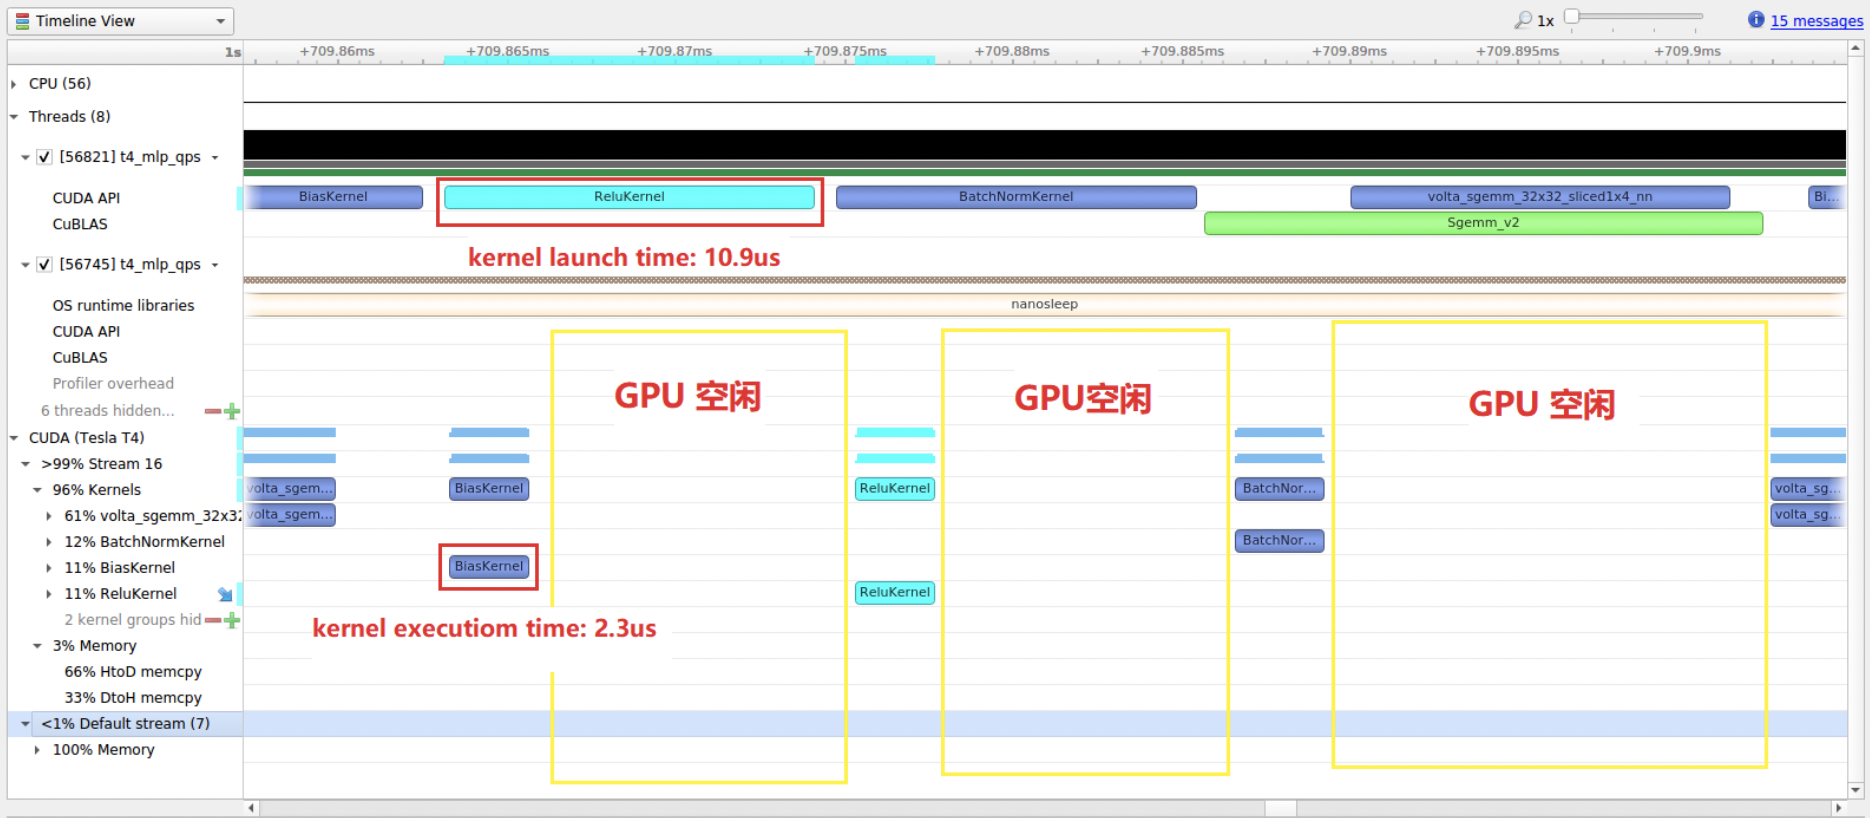 Timeline View
1x
15 messages
1s
+709.86ms
+709.865ms
+709.87ms
+709.875ms
+709.88ms
+709.885ms
+709.89ms
+709.895ms
+709.9ms
CPU (56)
Threads (8)
[56821] t4_mlp_qps
CUDA API
BiasKernel
ReluKernel
BatchNormKernel
volta_sgemm_32x32_sliced1x4_nn
Bi...
CuBLAS
Sgemm_v2
kernel launch time: 10.9us
[56745] t4_mlp_qps
OS runtime libraries
nanosleep
CUDA API
CuBLAS
Profiler overhead
6 threads hidden...
GPU 空闲
GPU空闲
GPU 空闲
CUDA (Tesla T4)
>99% Stream 16
96% Kernels
volta_sgem...
BiasKernel
ReluKernel
BatchNor...
volta_sg...
61% volta_sgemm_32x32
volta_sgem...
volta_sg...
12% BatchNormKernel
BatchNor...
11% BiasKernel
BiasKernel
11% ReluKernel
ReluKernel
2 kernel groups hid
kernel executiom time: 2.3us
3% Memory
66% HtoD memcpy
33% DtoH memcpy
<1% Default stream (7)
100% Memory